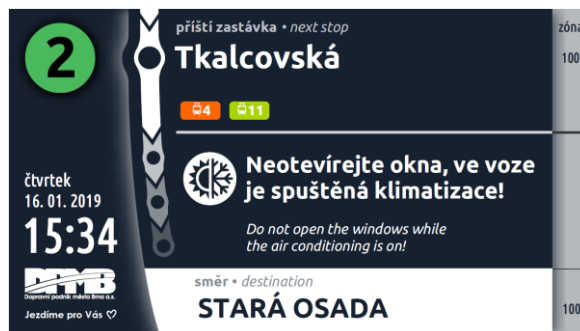 2
příští zastávka • next stop
Tkalcovská
4
11
zóna
100
Neotevírejte okna, ve voze
je spuštěná klimatizace!
Do not open the windows while
the air conditioning is on!
čtvrtek
16. 01. 2019
15:34
DPMB
Dopravní podnik města Brna a.s.
Jezdíme pro Vás ♡
směr • destination
STARÁ OSADA
100